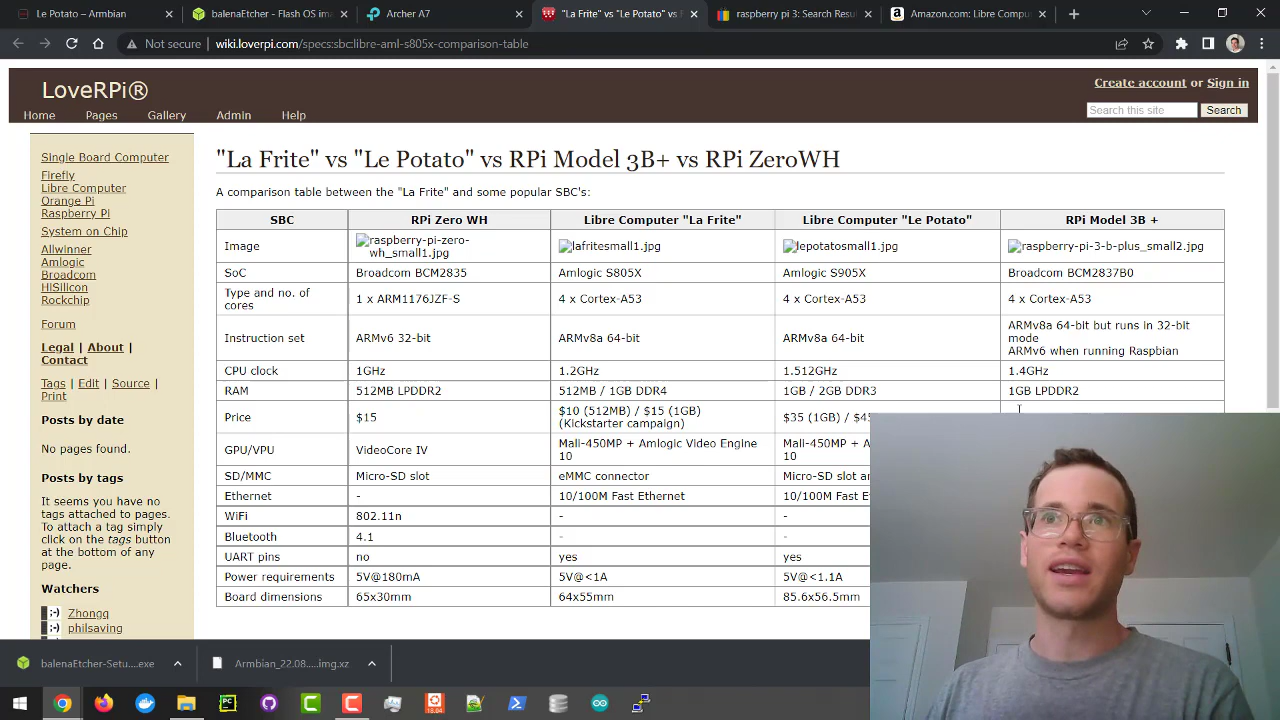 Le Potato – Armbian
balenaEtcher - Flash OS im
Archer A7
"La Frite" vs "Le Potato" vs
raspberry pi 3: Search Resu
Amazon.com: Libre Compu
Not secure
wiki.loverpi.com/specs:sbc:libre-aml-s805x-comparison-table
LoveRPi®
Create account or Sign in
Home Pages Gallery Admin Help
Search this site Search
Single Board Computer
Firefly
Libre Computer
Orange Pi
Raspberry Pi
System on Chip
Allwinner
Amlogic
Broadcom
HiSilicon
Rockchip
Forum
Legal | About |
Contact
Tags | Edit | Source |
Print
Posts by date
No pages found.
Posts by tags
It seems you have no
tags attached to pages.
To attach a tag simply
click on the tags button
at the bottom of any
page.
Watchers
Zhongq
philsaving
"La Frite" vs "Le Potato" vs RPi Model 3B+ vs RPi ZeroWH
A comparison table between the "La Frite" and some popular SBC's:
SBC RPi Zero WH Libre Computer "La Frite" Libre Computer "Le Potato" RPi Model 3B +
Image raspberry-pi-zero-
wh_small1.jpg lafritesmall1.jpg lepotatosmall1.jpg raspberry-pi-3-b-plus_small2.jpg
SoC Broadcom BCM2835 Amlogic S805X Amlogic S905X Broadcom BCM2837B0
Type and no. of
cores 1 x ARM1176JZF-S 4 x Cortex-A53 4 x Cortex-A53 4 x Cortex-A53
Instruction set ARMv6 32-bit ARMv8a 64-bit ARMv8a 64-bit ARMv8a 64-bit but runs in 32-bit
mode
ARMv6 when running Raspbian
CPU clock 1GHz 1.2GHz 1.512GHz 1.4GHz
RAM 512MB LPDDR2 512MB / 1GB DDR4 1GB / 2GB DDR3 1GB LPDDR2
Price $15 $10 (512MB) / $15 (1GB)
(Kickstarter campaign) $35 (1GB) / $4
GPU/VPU VideoCore IV Mali-450MP + Amlogic Video Engine
10 Mali-450MP + A
10
SD/MMC Micro-SD slot eMMC connector Micro-SD slot a
Ethernet - 10/100M Fast Ethernet 10/100M Fast E
WiFi 802.11n - -
Bluetooth 4.1 - -
UART pins no yes yes
Power requirements 5V@180mA 5V@<1A 5V@<1.1A
Board dimensions 65x30mm 64x55mm 85.6x56.5mm
balenaEtcher-Setu....exe
Armbian_22.08....img.xz